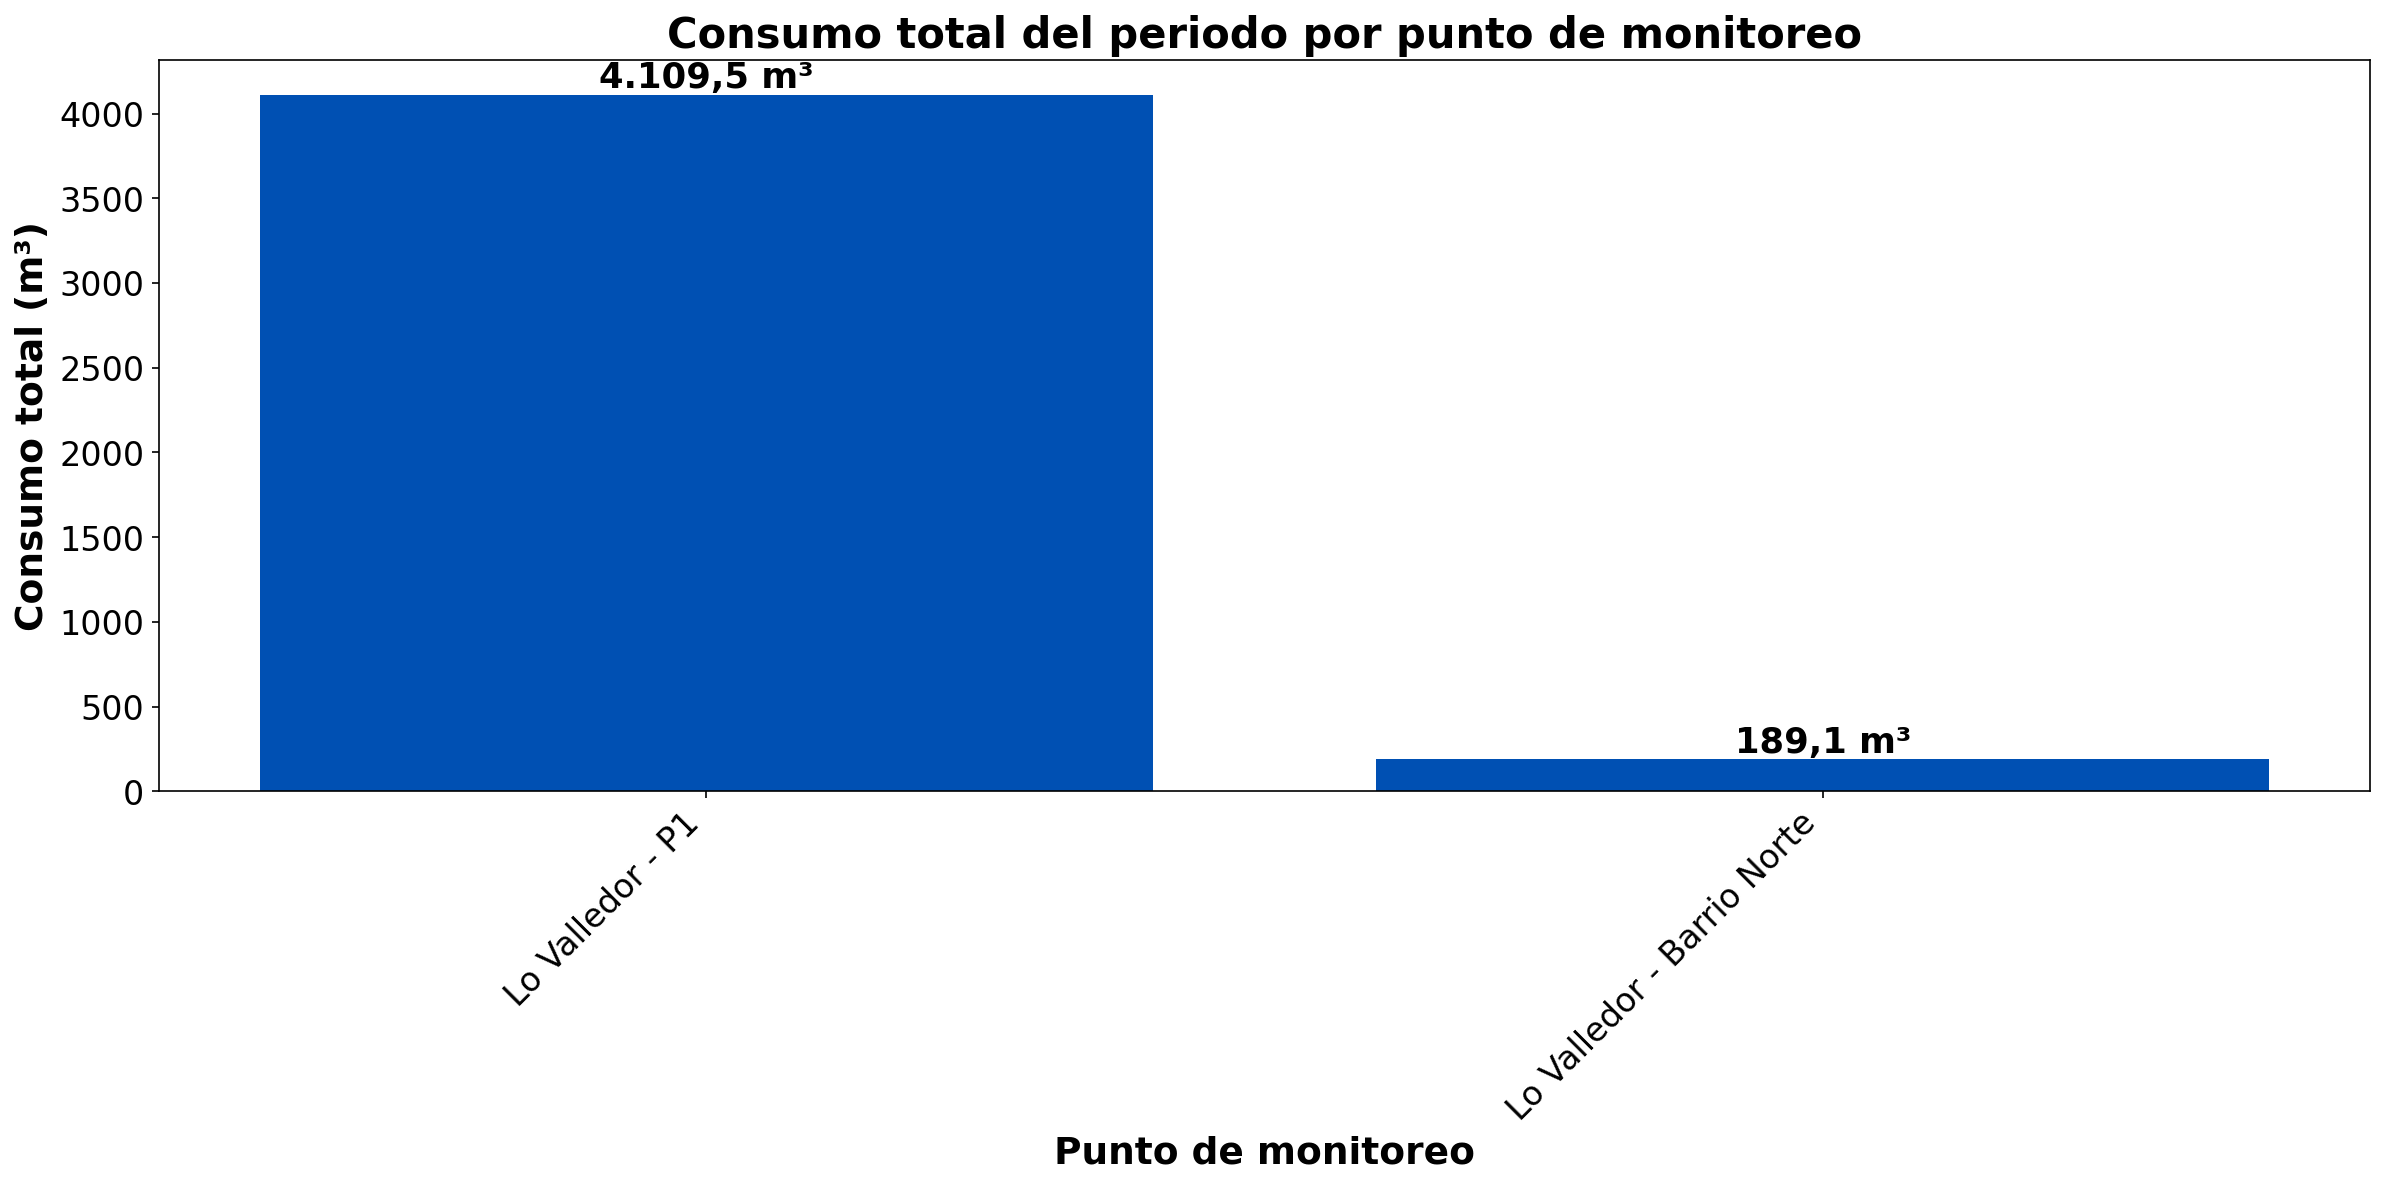 Consumo total del periodo por punto de monitoreo
4.109,5 m³
189,1 m³
Consumo total (m³)
4000
3500
3000
2500
2000
1500
1000
500
0
Lo Valledor - P1
Lo Valledor - Barrio Norte
Punto de monitoreo